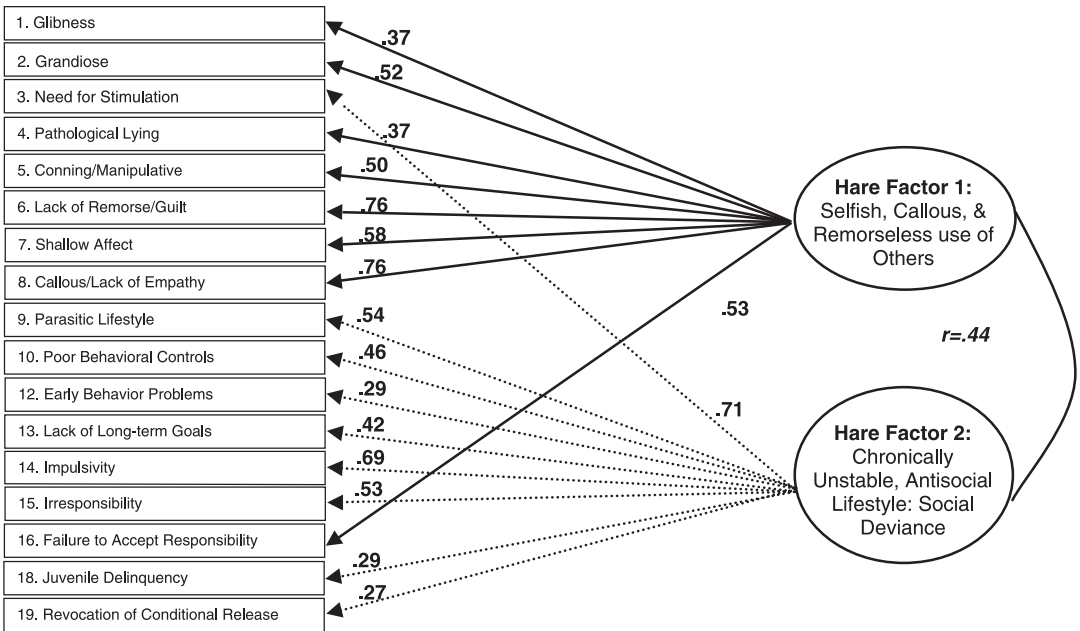 1. Glibness
2. Grandiose
3. Need for Stimulation
4. Pathological Lying
5. Conning/Manipulative
6. Lack of Remorse/Guilt
7. Shallow Affect
8. Callous/Lack of Empathy
9. Parasitic Lifestyle
10. Poor Behavioral Controls
12. Early Behavior Problems
13. Lack of Long-term Goals
14. Impulsivity
15. Irresponsibility
16. Failure to Accept Responsibility
18. Juvenile Delinquency
19. Revocation of Conditional Release
.37
.52
.37
.50
.76
.58
.76
.54
.46
.29
.42
.69
.53
.29
.27
.53
.71
Hare Factor 1:
Selfish, Callous, &
Remorseless use of
Others
r=.44
Hare Factor 2:
Chronically
Unstable, Antisocial
Lifestyle: Social
Deviance